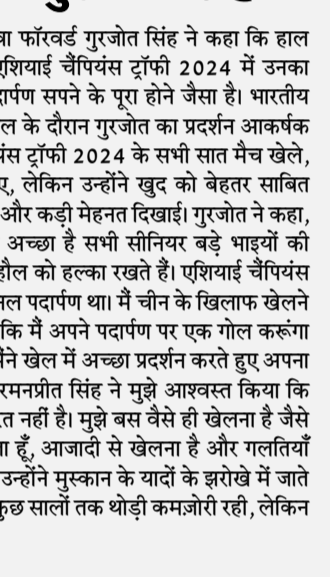 वा फॉरवर्ड गुरजोत सिंह ने कहा कि हाल
एशियाई चैंपियंस ट्रॉफी 2024 में उनका
दार्पण सपने के पूरा होने जैसा है। भारतीय
ल के दौरान गुरजोत का प्रदर्शन आकर्षक
यंस ट्रॉफी 2024 के सभी सात मैच खेले,
ए, लेकिन उन्होंने खुद को बेहतर साबित
और कड़ी मेहनत दिखाई। गुरजोत ने कहा,
अच्छा है सभी सीनियर बड़े भाइयों की
हौल को हल्का रखते हैं। एशियाई चैंपियंस
नल पदार्पण था। मैं चीन के खिलाफ खेलने
कि मैं अपने पदार्पण पर एक गोल करूंगा
मैंने खेल में अच्छा प्रदर्शन करते हुए अपना
रमनप्रीत सिंह ने मुझे आश्वस्त किया कि
रत नहीं है। मुझे बस वैसे ही खेलना है जैसे
ा हूँ, आजादी से खेलना है और गलतियाँ
उन्होंने मुस्कान के यादों के झरोखे में जाते
कुछ सालों तक थोड़ी कमज़ोरी रही, लेकिन